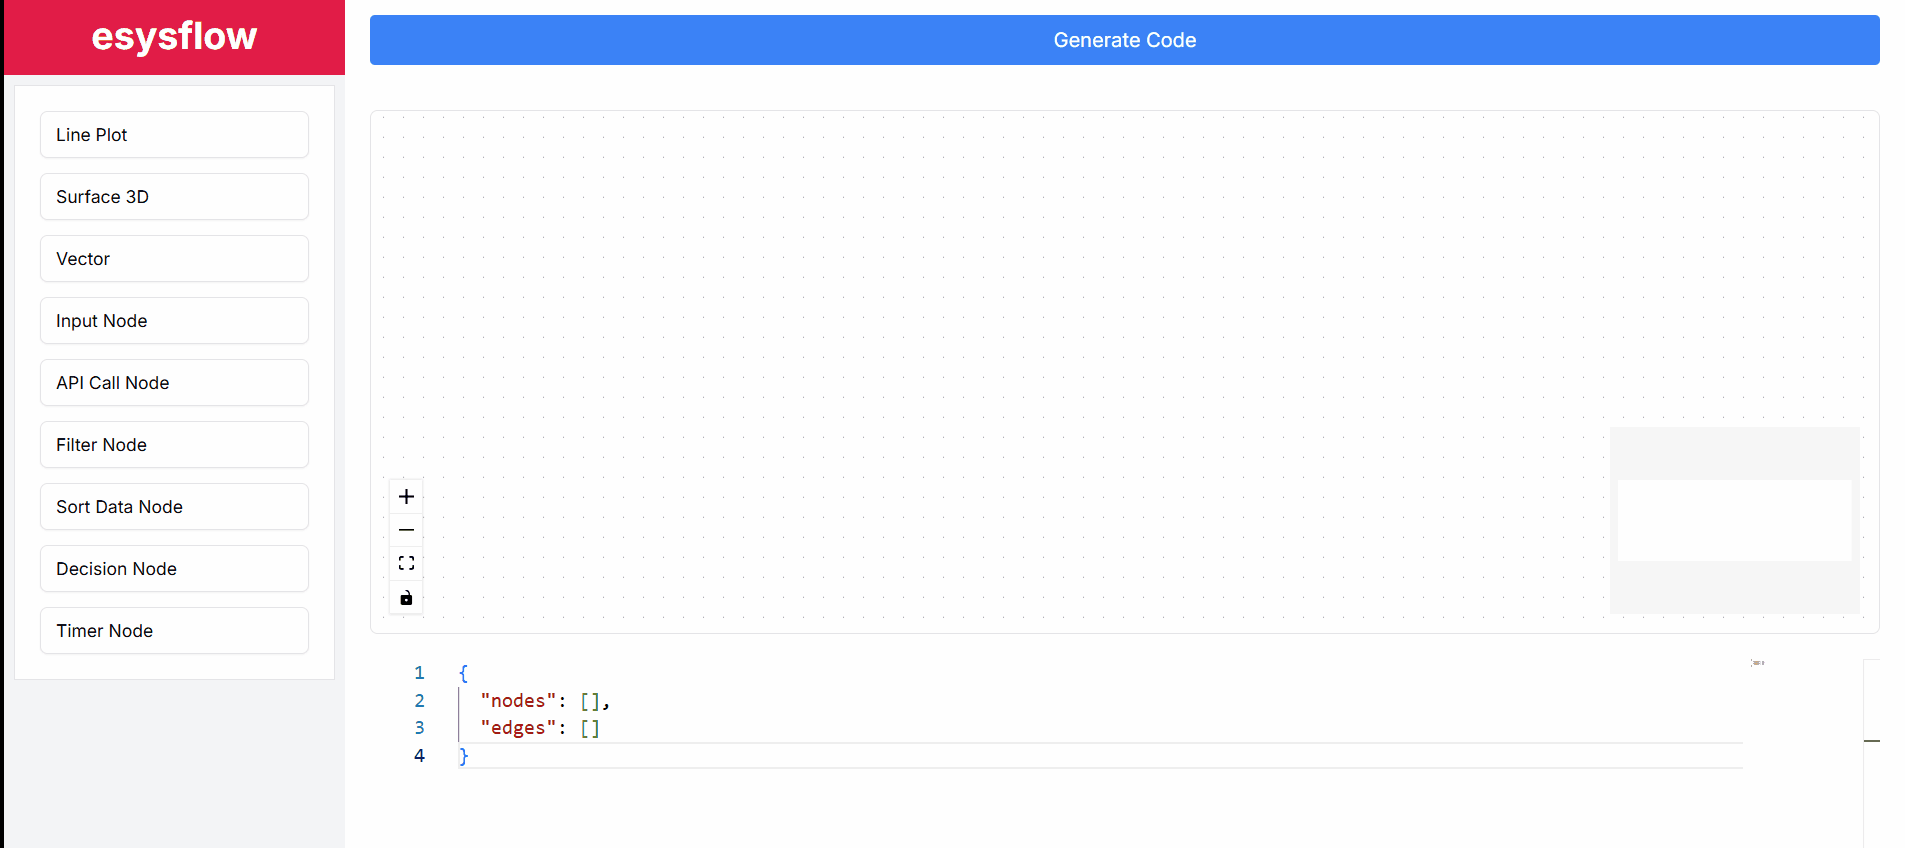 esysflow
Generate Code
Line Plot
Surface 3D
Vector
Input Node
API Call Node
Filter Node
Sort Data Node
Decision Node
Timer Node
1 {
2 "nodes": [],
3 "edges": []
4 }